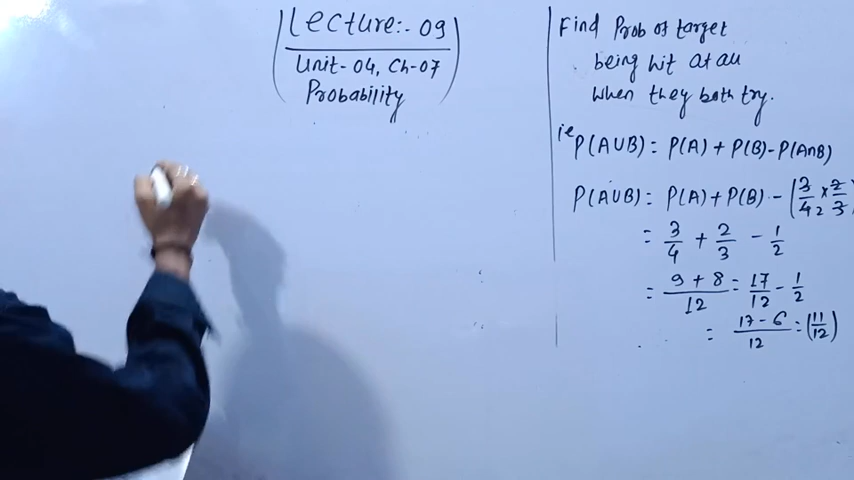 Lecture:- 09
Unit- 04, Ch-07
Probability
Find Prob of target
being hit at all
when they both try.
ie P(A∪B) = P(A) + P(B) - P(A∩B)
P(A∪B) = P(A) + P(B) - (3/4 2 × 2/3)
= 3/4 + 2/3 - 1/2
= 9 + 8 / 12 = 17/12 - 1/2
= 17 - 6 / 12 = (11/12)